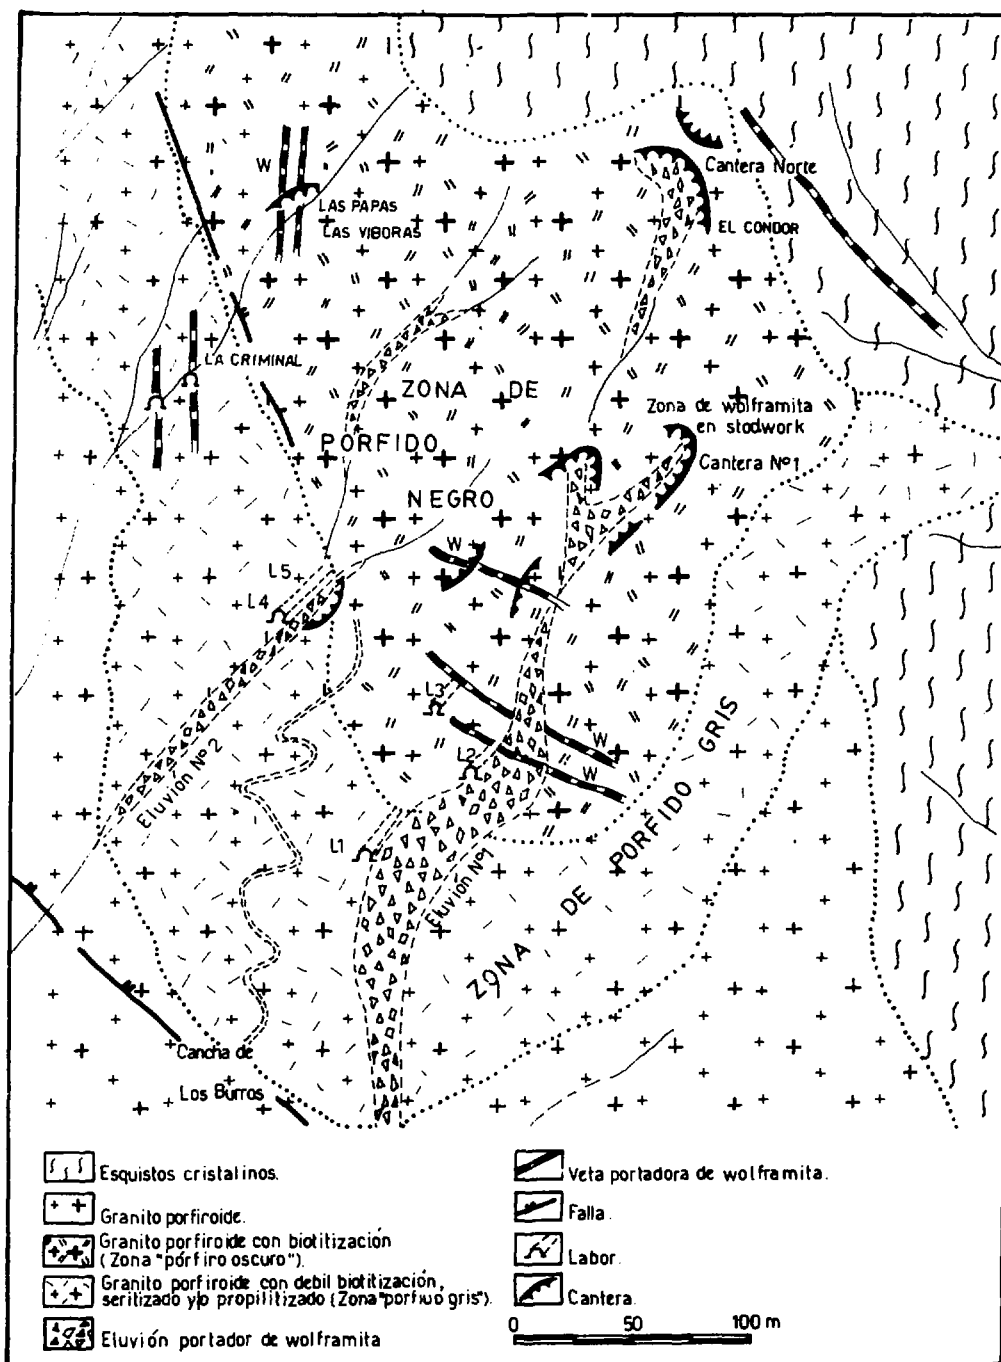 Cantera Norte
W
LAS PAPAS
LAS VIBORAS
EL CONDOR
LA CRIMINAL
ZONA DE
PORFIDO
NEGRO
Zona de wolframita
en stodwork
Cantera Nº1
W
L5
L4
L3
L2
L1
W
W
Eluvión Nº2
Eluvión Nº1
ZONA DE PORFIDO GRIS
Cancha de
Los Burros
Esquistos cristalinos.
Granito porfiroide.
Granito porfiroide con biotitización
(Zona "pórfiro oscuro").
Granito porfiroide con debil biotitización,
seritizado y/o propilitizado (Zona "porfido gris").
Eluvión portador de wolframita
Veta portadora de wolframita.
Falla.
Labor.
Cantera.
0 50 100 m